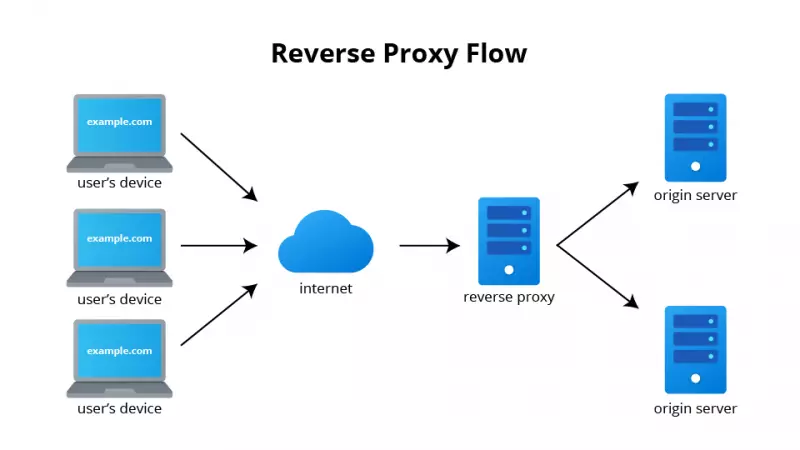 Reverse Proxy Flow
example.com
user's device
example.com
user's device
example.com
user's device
internet
reverse proxy
origin server
origin server